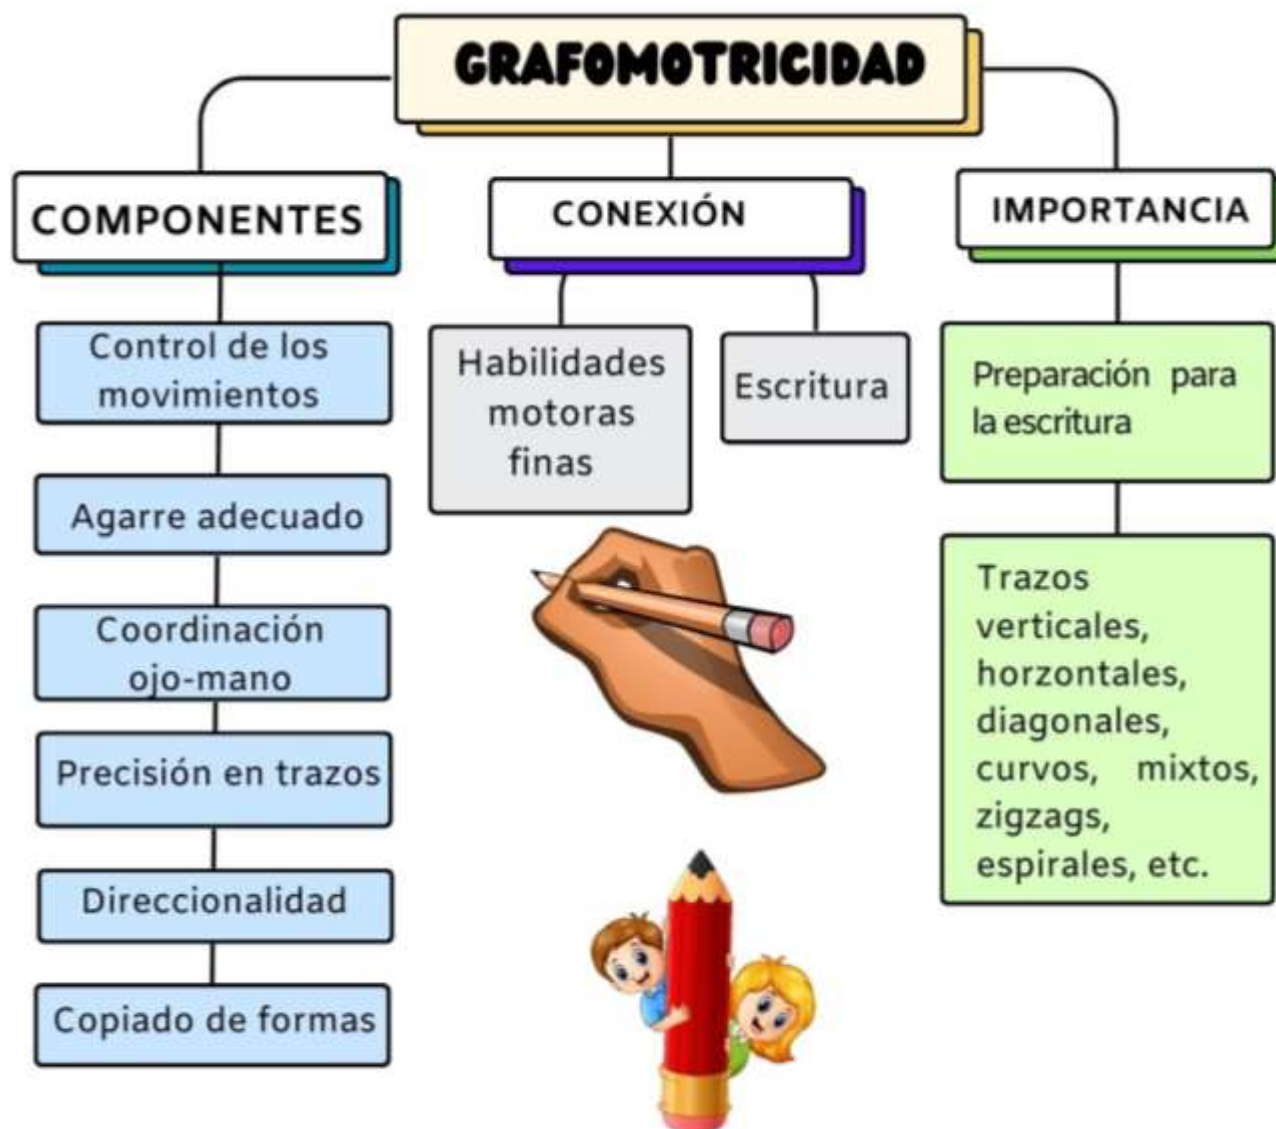 GRAFOMOTRICIDAD
COMPONENTES
Control de los
movimientos
Agarre adecuado
Coordinación
ojo-mano
Precisión en trazos
Direccionalidad
Copiado de formas
CONEXIÓN
Habilidades
motoras
finas
Escritura
IMPORTANCIA
Preparación para
la escritura
Trazos
verticales,
horzontales,
diagonales,
curvos, mixtos,
zigzags,
espirales, etc.